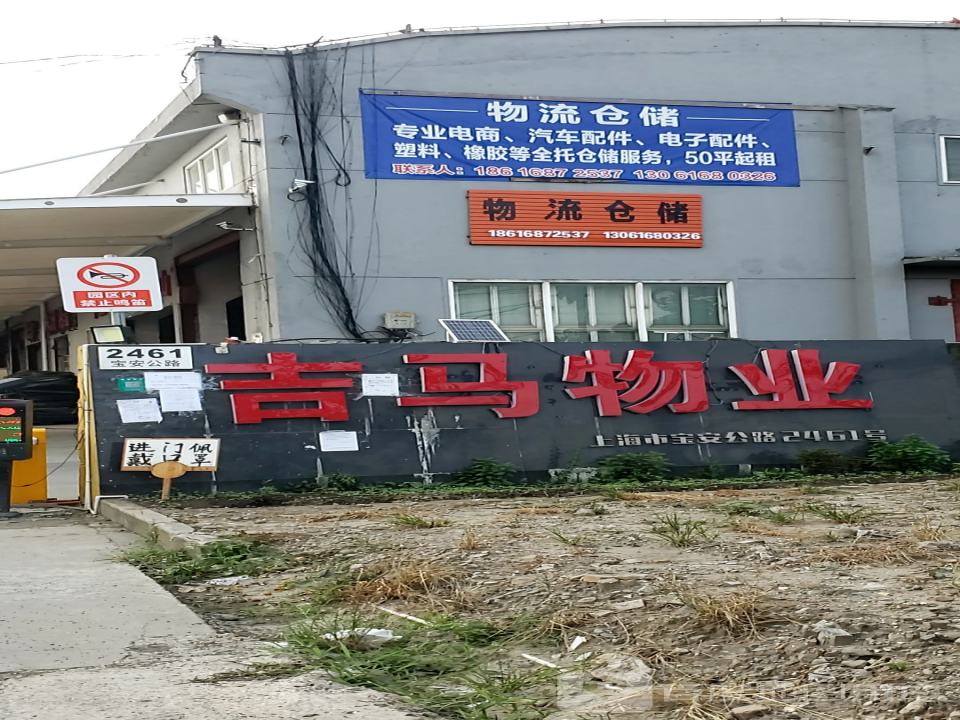 物流仓储
专业电商、汽车配件、电子配件、
塑料、橡胶等全托仓储服务，50平起租
联系人：186 1687 2537 130 6168 0326
物流仓储
18616872537 13061680326
园区内
禁止鸣笛
2461
宝安公路
吉马物业
上海市宝安公路2461号
进门佩
戴口罩